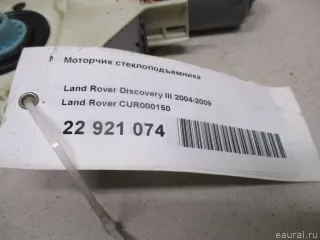 Моторчик стеклоподъемника
Land Rover Discovery III 2004-2009
Land Rover CUR000150
22 921 074
eaural.ru